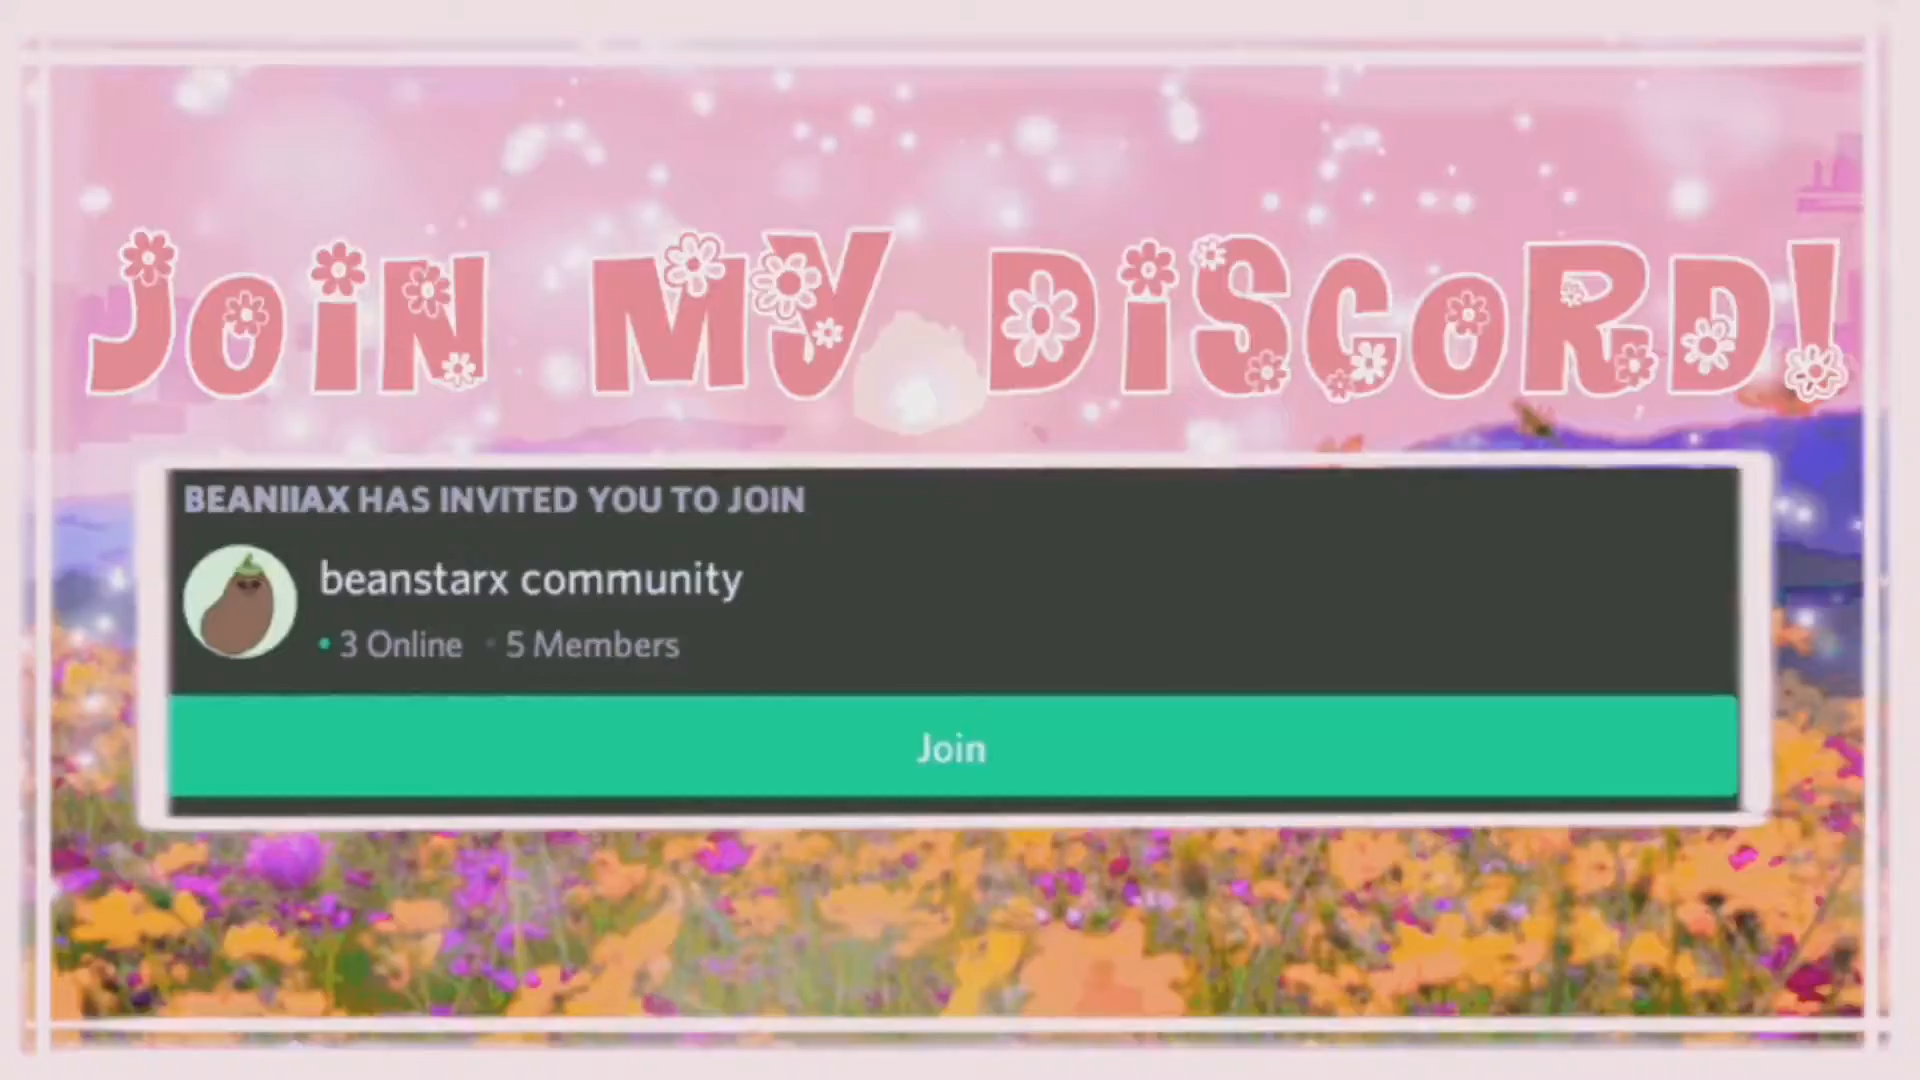 JOiN MY DiSCORD!
BEANIIAX HAS INVITED YOU TO JOIN
beanstarx community
3 Online 5 Members
Join